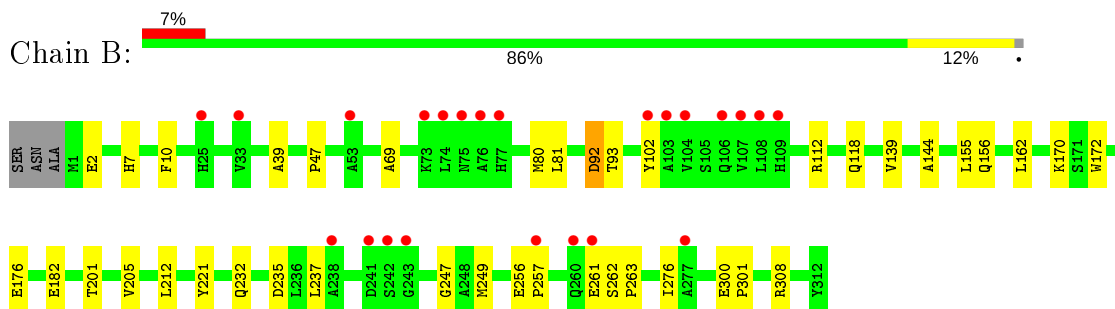 7%
Chain B:
86% 12% •
SER ASN ALA M1 E2 H7 F10 H25 V33 A39 P47 A53 A69 K73 L74 N75 A76 H77 M80 L81 D92 T93 Y102 A103 V104 S105 Q106 V107 L108 H109 R112 Q118 V139 A144 L155 Q156 L162 K170 S171 W172
E176 E182 T201 V205 L212 Y221 Q232 D235 L236 L237 A238 D241 S242 G243 G247 A248 M249 E256 P257 Q260 E261 S262 P263 I276 A277 E300 P301 R308 Y312